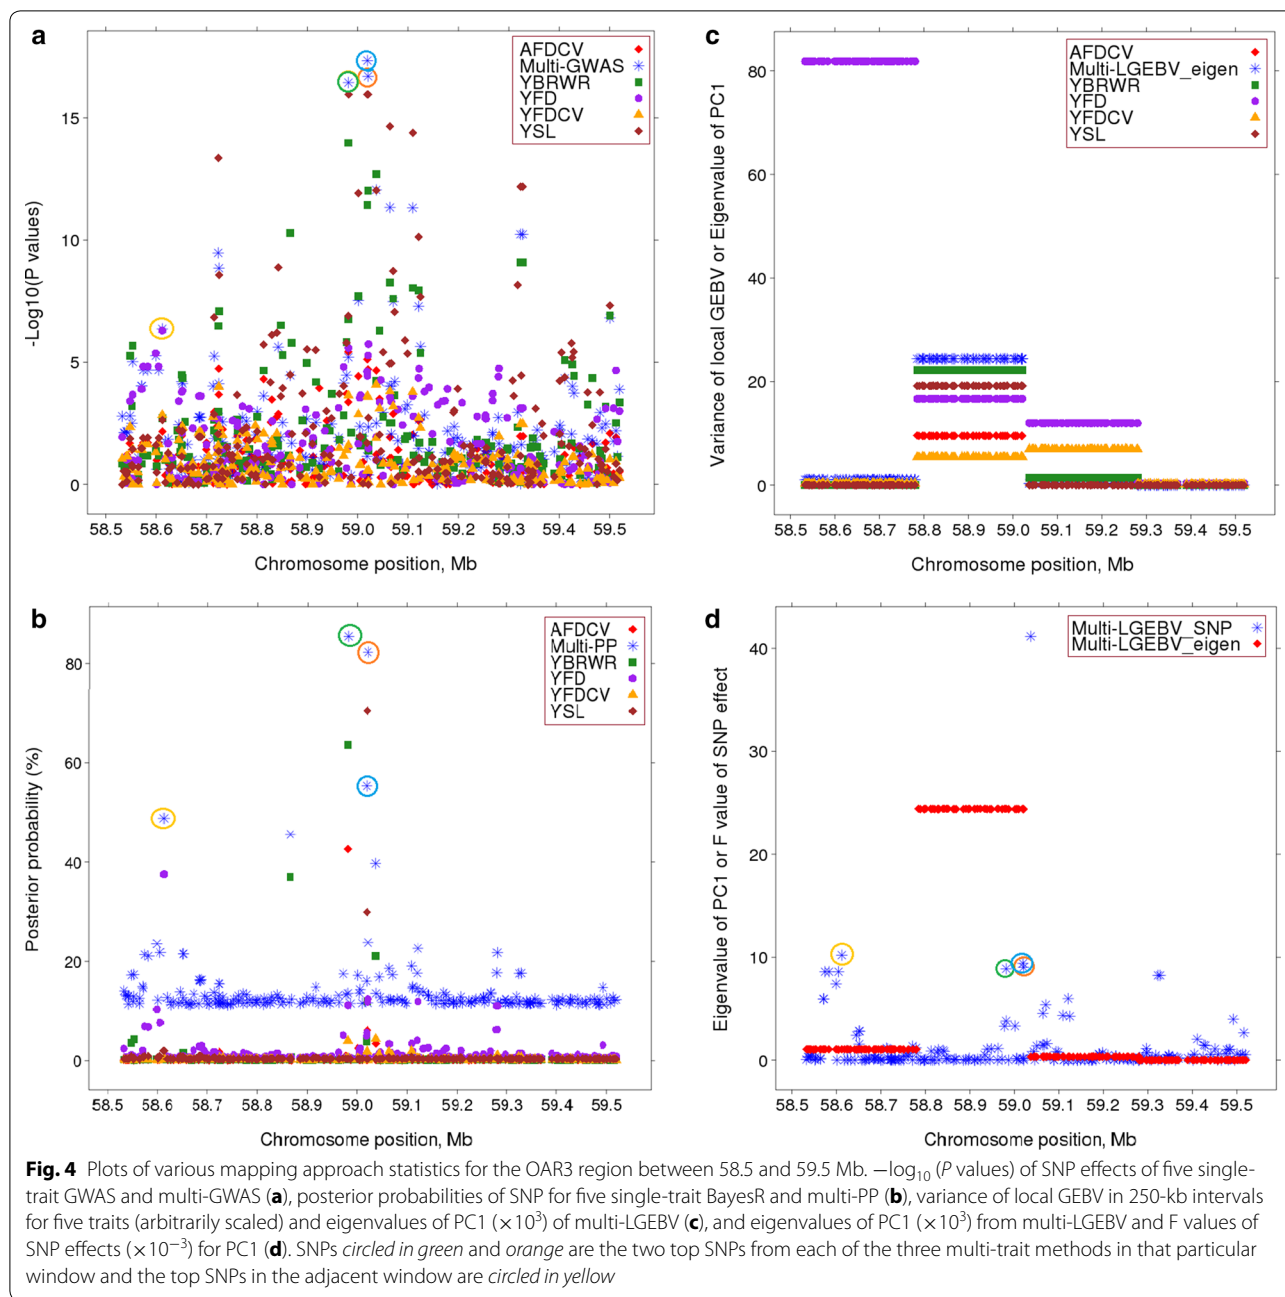 a
AFDCV
Multi-GWAS
YBRWR
YFD
YFDCV
YSL
15
10
5
0
-Log10(P values)
58.5 58.6 58.7 58.8 58.9 59.0 59.1 59.2 59.3 59.4 59.5
Chromosome position, Mb
c
AFDCV
Multi-LGEBV_eigen
YBRWR
YFD
YFDCV
YSL
80
60
40
20
0
Variance of local GEBV or Eigenvalue of PC1
58.5 58.6 58.7 58.8 58.9 59.0 59.1 59.2 59.3 59.4 59.5
Chromosome position, Mb
b
AFDCV
Multi-PP
YBRWR
YFD
YFDCV
YSL
80
60
40
20
0
Posterior probability (%)
58.5 58.6 58.7 58.8 58.9 59.0 59.1 59.2 59.3 59.4 59.5
Chromosome position, Mb
d
Multi-LGEBV_SNP
Multi-LGEBV_eigen
40
30
20
10
0
Eigenvalue of PC1 or F value of SNP effect
58.5 58.6 58.7 58.8 58.9 59.0 59.1 59.2 59.3 59.4 59.5
Chromosome position, Mb
Fig. 4 Plots of various mapping approach statistics for the OAR3 region between 58.5 and 59.5 Mb. −log₁₀ (P values) of SNP effects of five single-
trait GWAS and multi-GWAS (a), posterior probabilities of SNP for five single-trait BayesR and multi-PP (b), variance of local GEBV in 250-kb intervals
for five traits (arbitrarily scaled) and eigenvalues of PC1 (×10³) of multi-LGEBV (c), and eigenvalues of PC1 (×10³) from multi-LGEBV and F values of
SNP effects (×10⁻³) for PC1 (d). SNPs circled in green and orange are the two top SNPs from each of the three multi-trait methods in that particular
window and the top SNPs in the adjacent window are circled in yellow